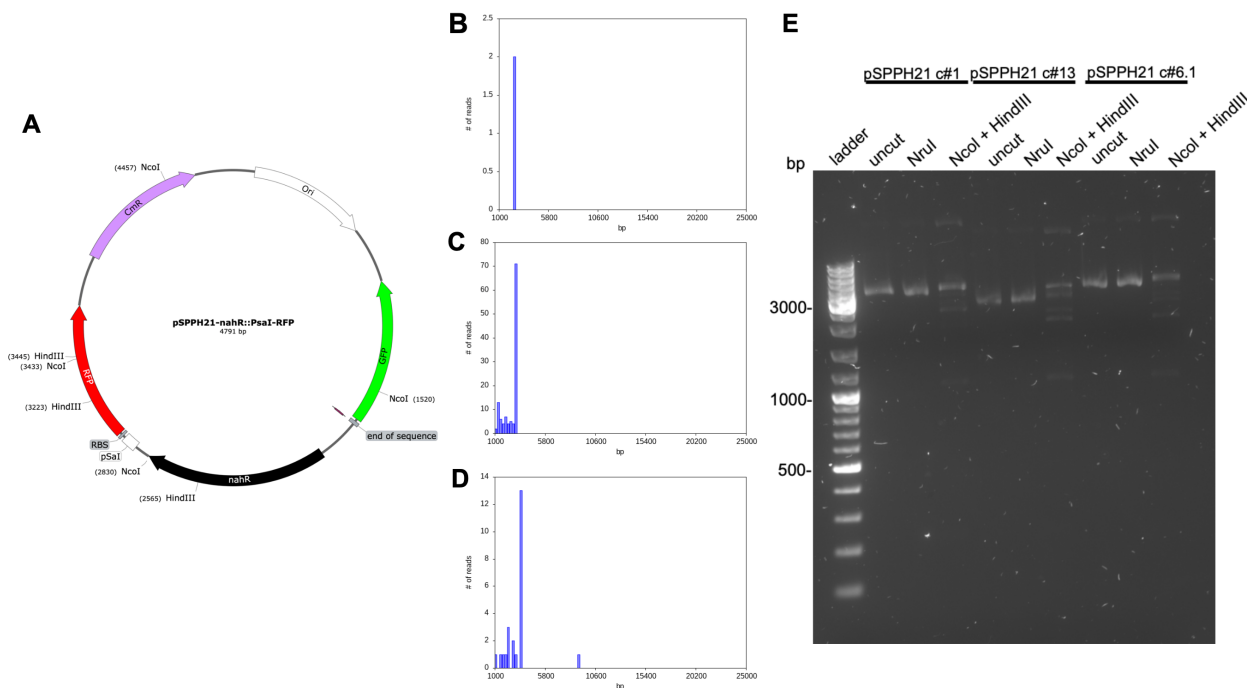 A
(4457) NcoI
Ori
CmR
pSPPH21-nahR::PsaI-RFP
4791 bp
GFP
(3445) HindIII
(3433) NcoI
RFP
(3223) HindIII
NcoI (1520)
RBS
end of sequence
pSaI
(2830) NcoI
nahR
(2565) HindIII
B
2.5
2
1.5
1
0.5
0
# of reads
1000 5800 10600 15400 20200 25000
bp
C
80
70
60
50
40
30
20
10
0
# of reads
1000 5800 10600 15400 20200 25000
bp
D
14
12
10
8
6
4
2
0
# of reads
1000 5800 10600 15400 20200 25000
bp
E
pSPPH21 c#1 pSPPH21 c#13 pSPPH21 c#6.1
ladder uncut NruI NcoI + HindIII uncut NruI NcoI + HindIII uncut NruI NcoI + HindIII
bp
3000-
1000-
500-